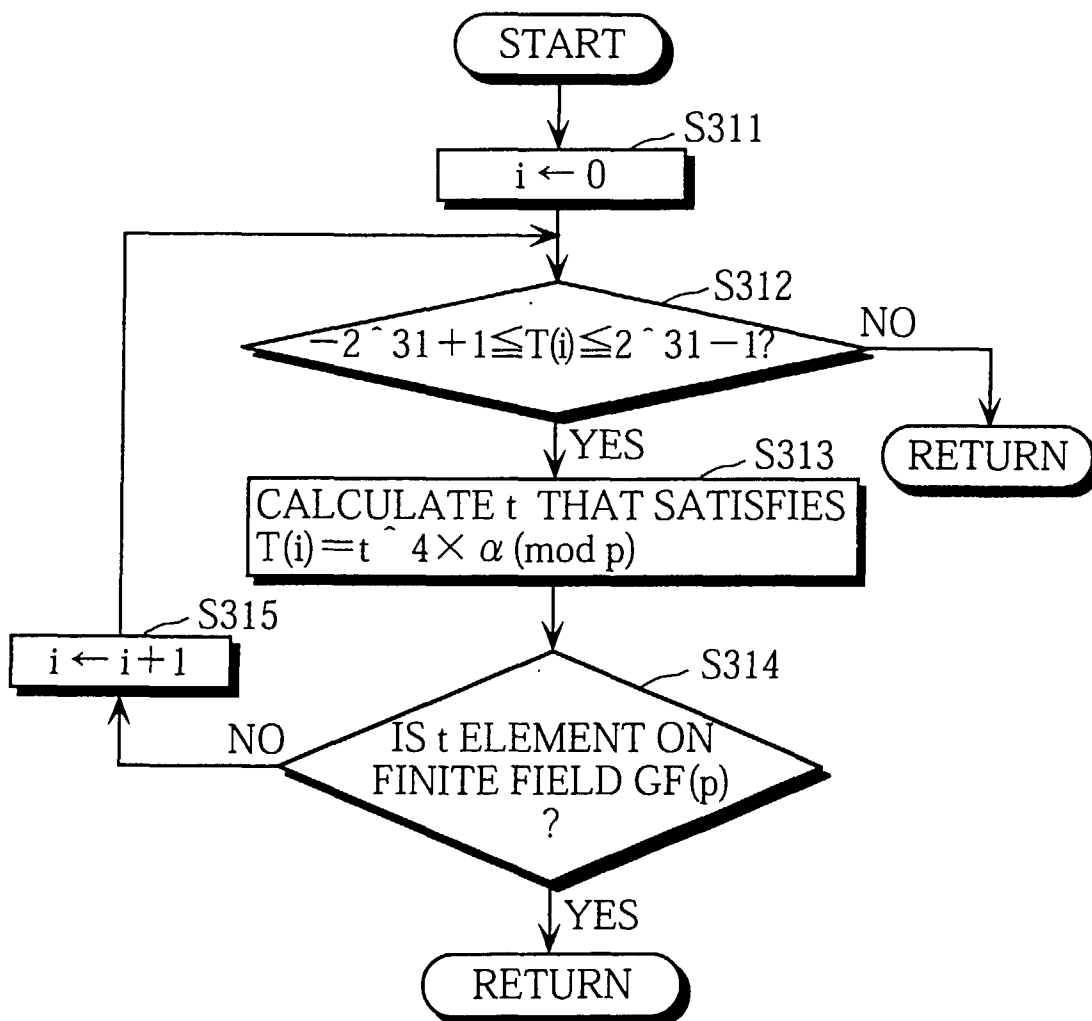 START
S311
i ← 0
S312
−2 ^ 31+1≦T(i)≦2 ^ 31−1?
NO
RETURN
YES
S313
CALCULATE t THAT SATISFIES
T(i)=t ^ 4× α (mod p)
S315
i ← i+1
S314
NO
IS t ELEMENT ON
FINITE FIELD GF(p)
?
YES
RETURN